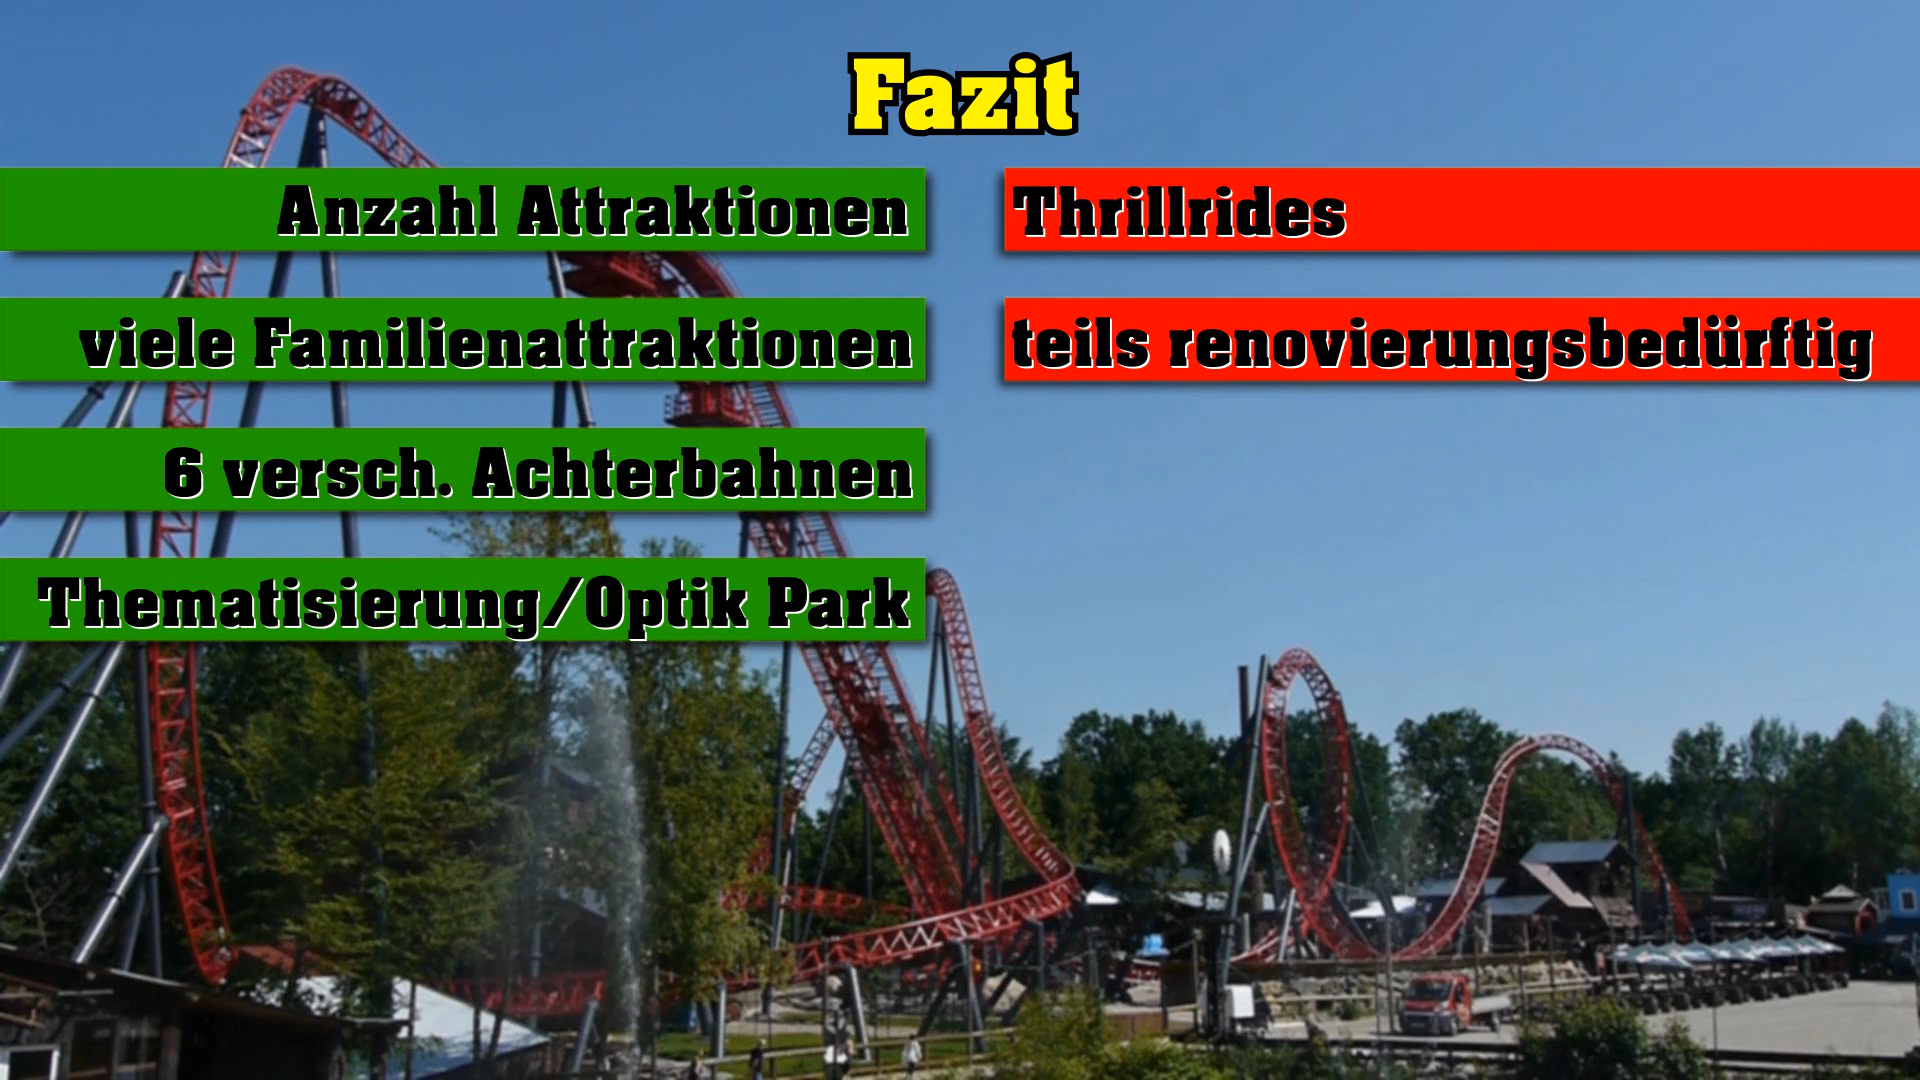 Fazit
Anzahl Attraktionen
viele Familienattraktionen
6 versch. Achterbahnen
Thematisierung/Optik Park
Thrillrides
teils renovierungsbedürftig